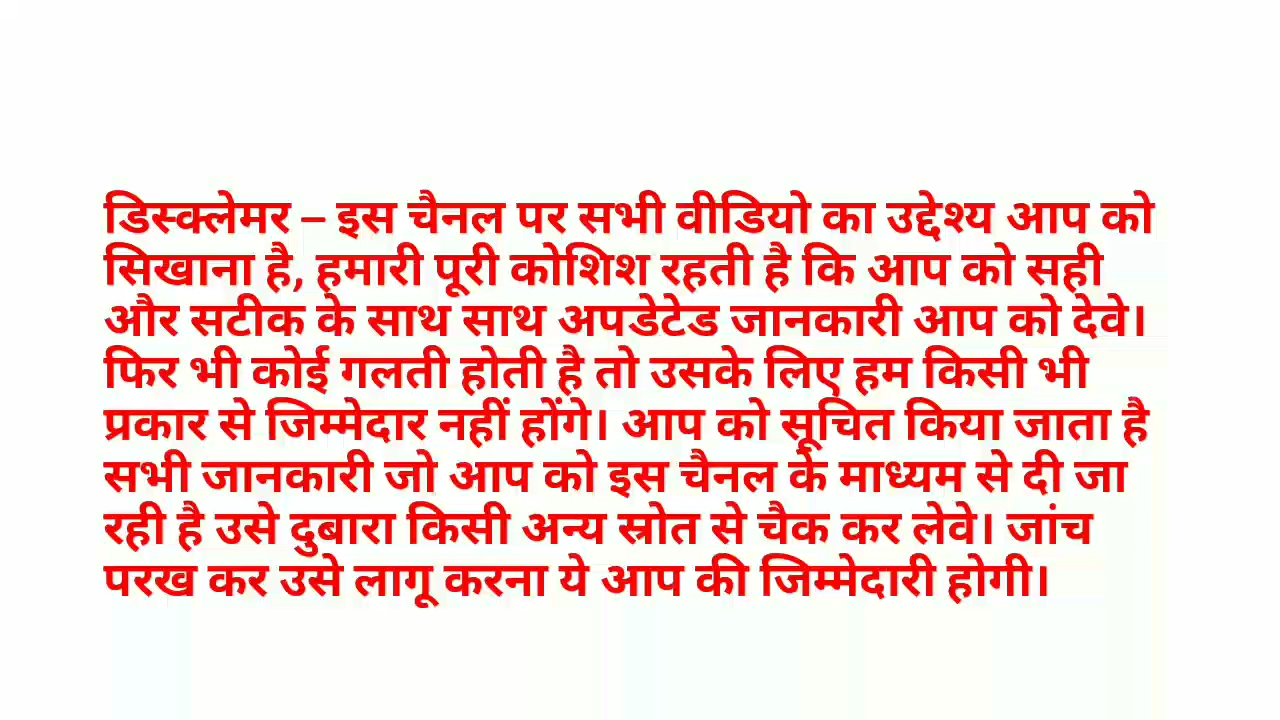 डिस्क्लेमर – इस चैनल पर सभी वीडियो का उद्देश्य आप को
सिखाना है, हमारी पूरी कोशिश रहती है कि आप को सही
और सटीक के साथ साथ अपडेटेड जानकारी आप को देवे।
फिर भी कोई गलती होती है तो उसके लिए हम किसी भी
प्रकार से जिम्मेदार नहीं होंगे। आप को सूचित किया जाता है
सभी जानकारी जो आप को इस चैनल के माध्यम से दी जा
रही है उसे दुबारा किसी अन्य स्रोत से चैक कर लेवे। जांच
परख कर उसे लागू करना ये आप की जिम्मेदारी होगी।